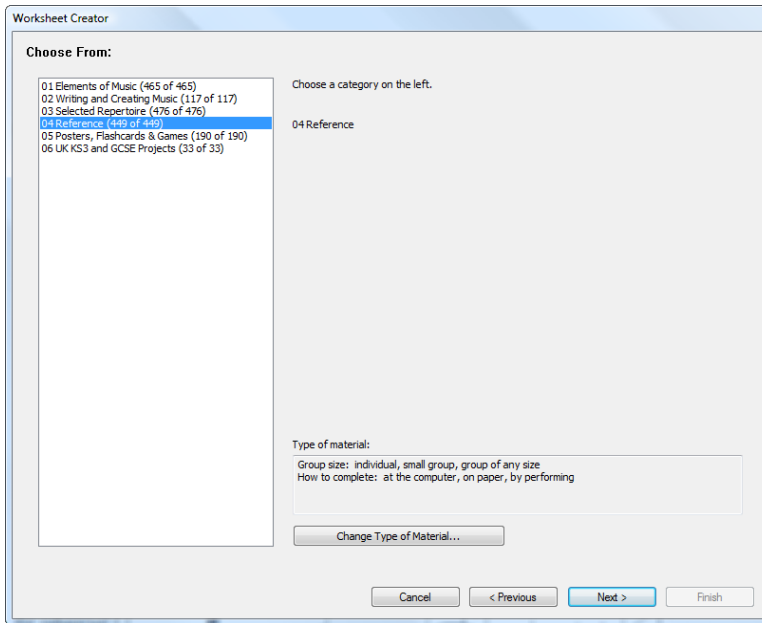 Worksheet Creator
Choose From:
01 Elements of Music (465 of 465)
02 Writing and Creating Music (117 of 117)
03 Selected Repertoire (476 of 476)
04 Reference (449 of 449)
05 Posters, Flashcards & Games (190 of 190)
06 UK KS3 and GCSE Projects (33 of 33)
Choose a category on the left.
04 Reference
Type of material:
Group size: individual, small group, group of any size
How to complete: at the computer, on paper, by performing
Change Type of Material...
Cancel
< Previous
Next >
Finish